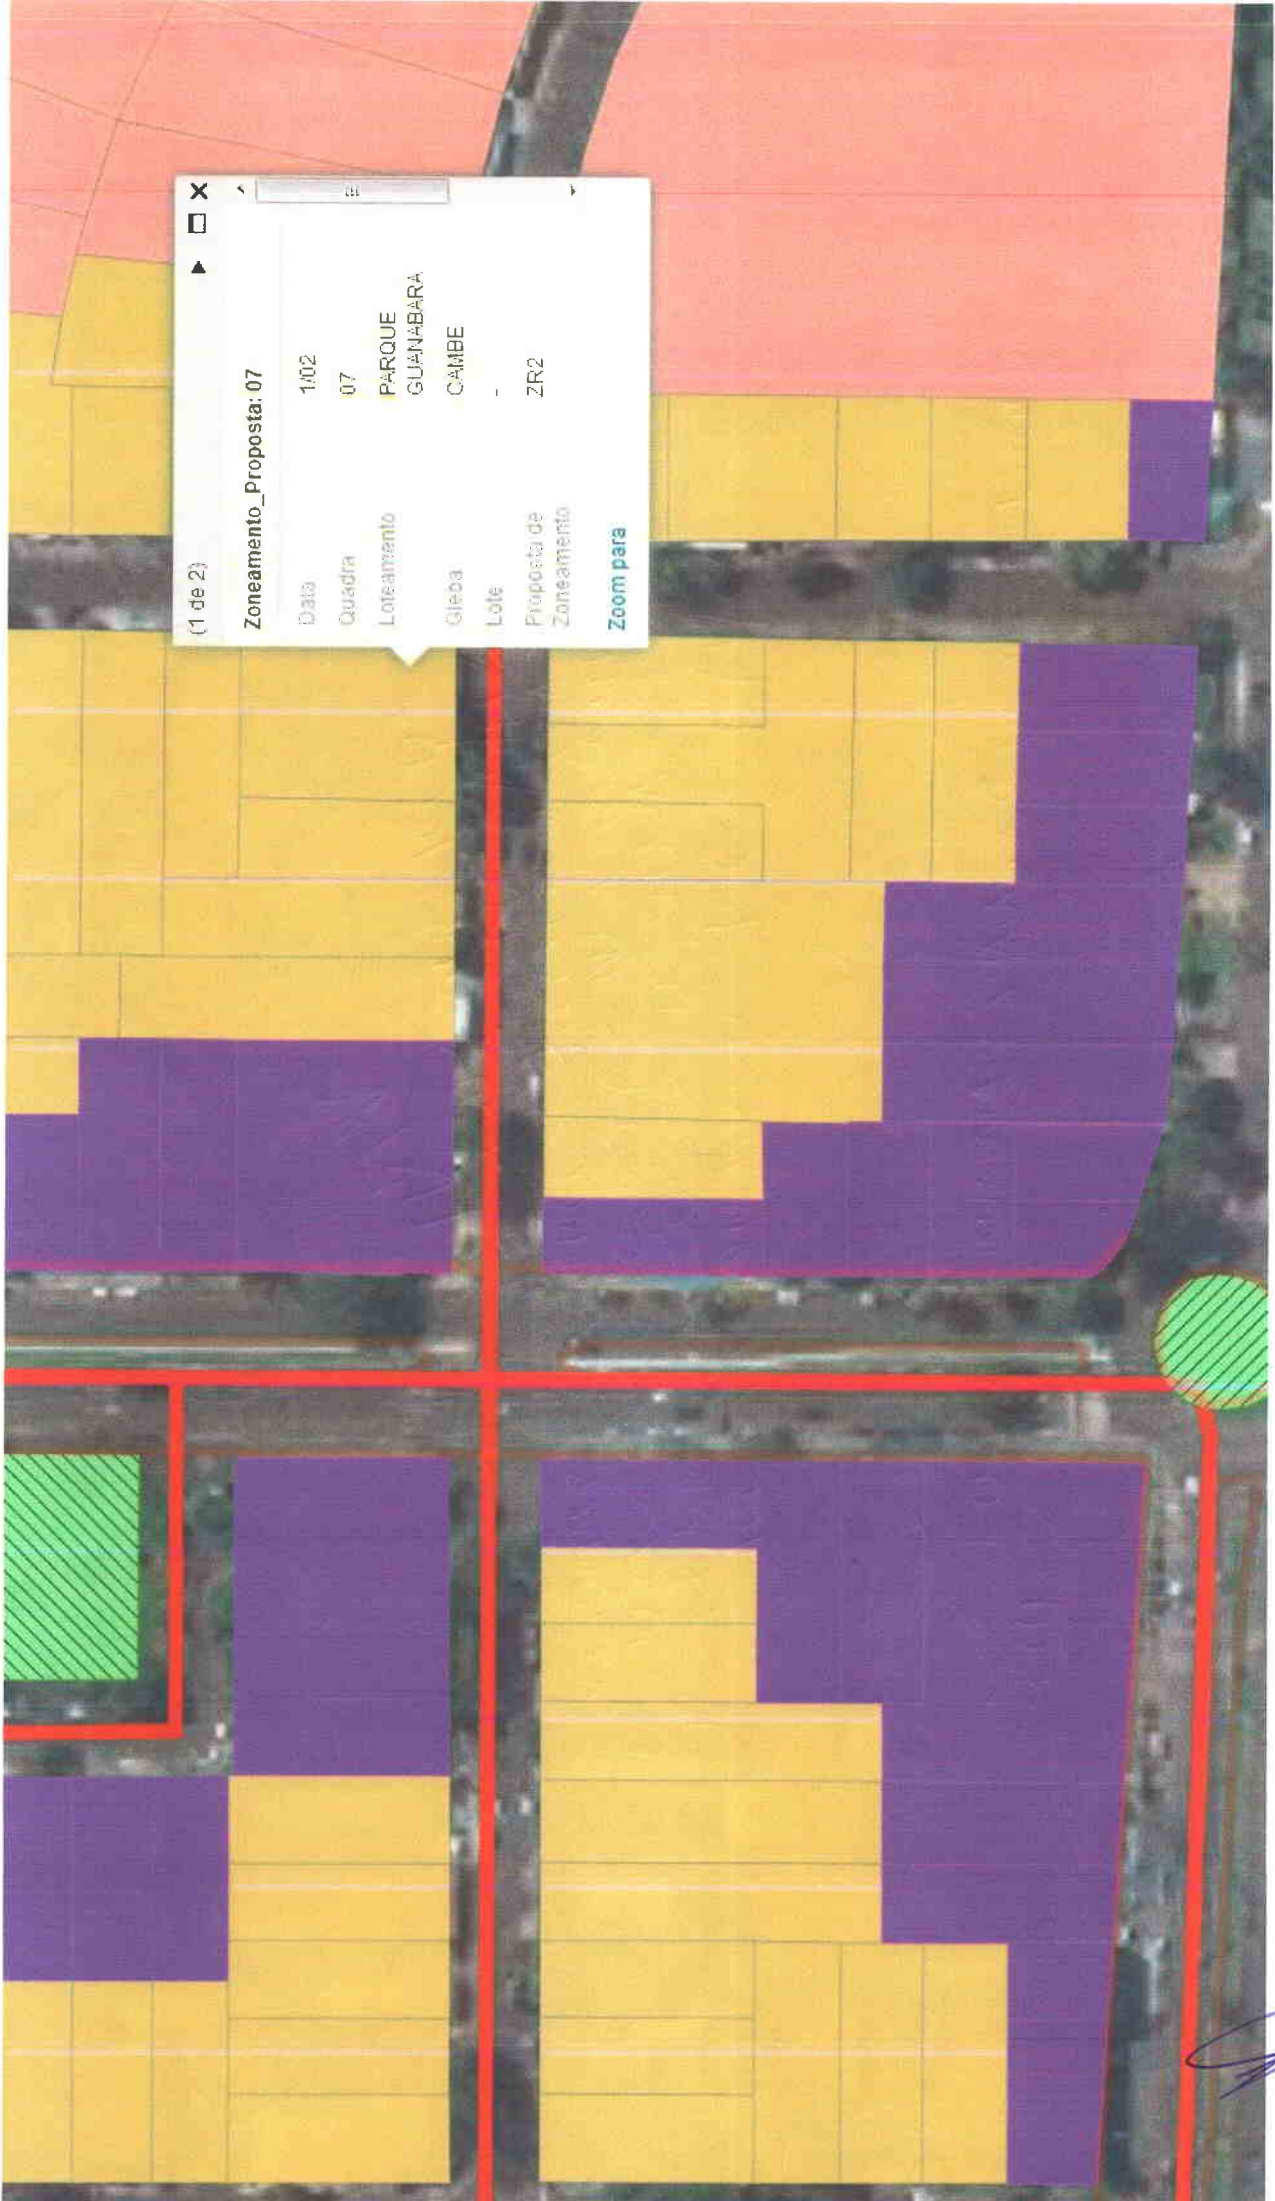 (1 de 2)
Zoneamento_Proposta: 07
Data 1/02
Quadra 07
Loteamento PARQUE
GUANABARA
Gleba CAMBE
Lote -
Proposta de ZR2
Zoneamento
Zoom para